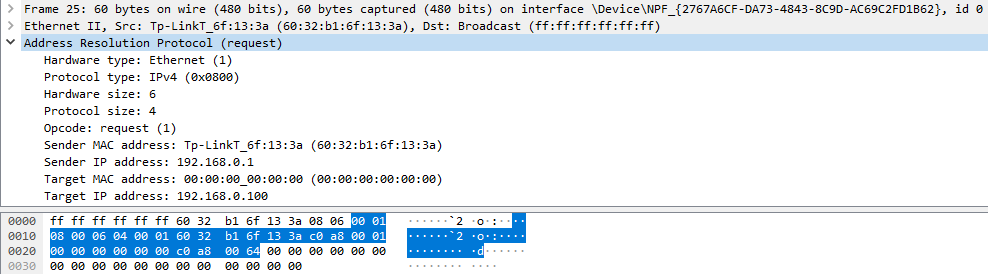 Frame 25: 60 bytes on wire (480 bits), 60 bytes captured (480 bits) on interface \Device\NPF_{2767A6CF-DA73-4843-8C9D-AC69C2FD1B62}, id 0
Ethernet II, Src: Tp-LinkT_6f:13:3a (60:32:b1:6f:13:3a), Dst: Broadcast (ff:ff:ff:ff:ff:ff)
Address Resolution Protocol (request)
Hardware type: Ethernet (1)
Protocol type: IPv4 (0x0800)
Hardware size: 6
Protocol size: 4
Opcode: request (1)
Sender MAC address: Tp-LinkT_6f:13:3a (60:32:b1:6f:13:3a)
Sender IP address: 192.168.0.1
Target MAC address: 00:00:00_00:00:00 (00:00:00:00:00:00)
Target IP address: 192.168.0.100
0000 ff ff ff ff ff ff 60 32 b1 6f 13 3a 08 06 00 01 ······`2 ·o·:····
0010 08 00 06 04 00 01 60 32 b1 6f 13 3a c0 a8 00 01 ······`2 ·o·:····
0020 00 00 00 00 00 00 c0 a8 00 64 00 00 00 00 00 00 ········ ·d······
0030 00 00 00 00 00 00 00 00 00 00 00 00 ········ ····